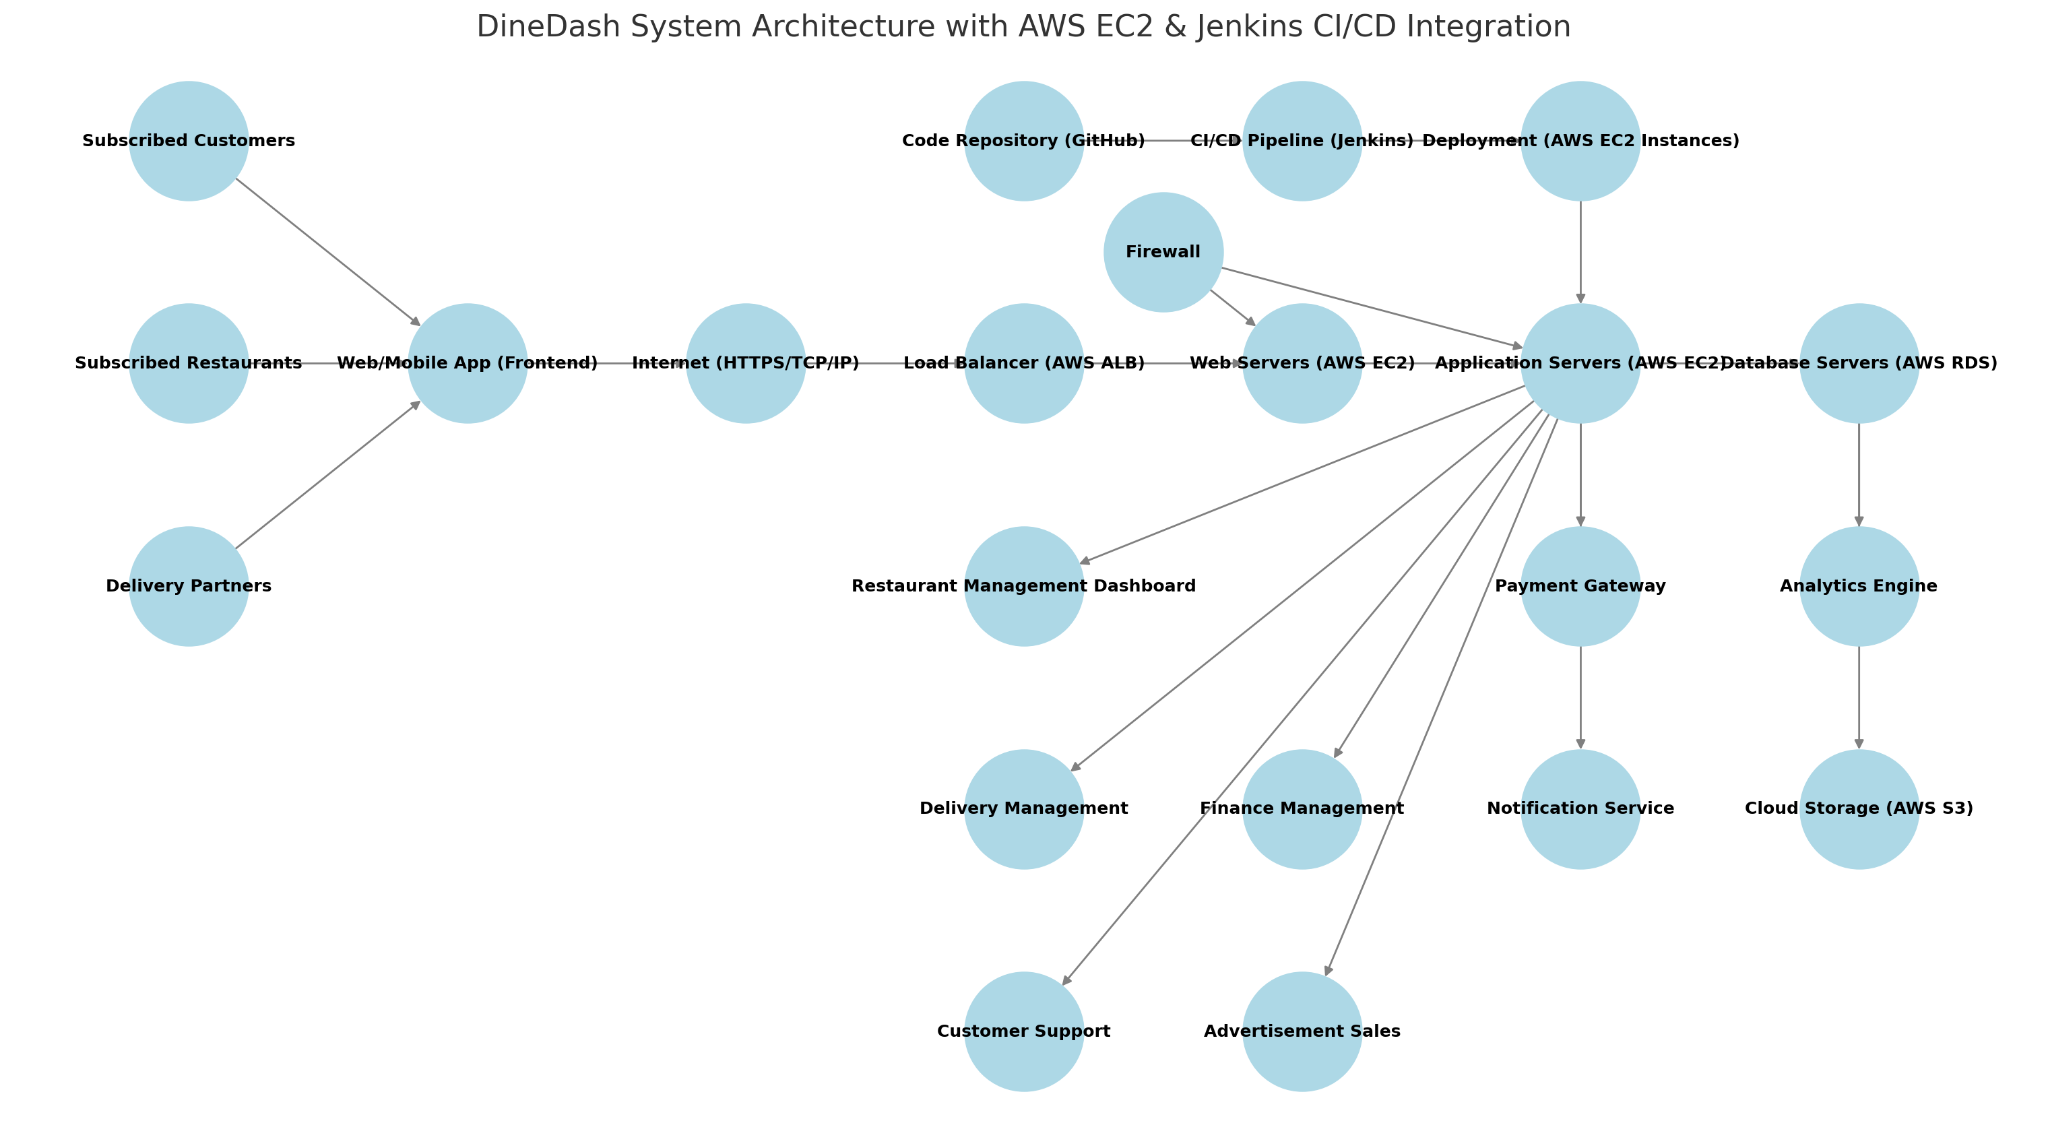 DineDash System Architecture with AWS EC2 & Jenkins CI/CD Integration
Subscribed Customers
Code Repository (GitHub)
CI/CD Pipeline (Jenkins)
Deployment (AWS EC2 Instances)
Firewall
Subscribed Restaurants
Web/Mobile App (Frontend)
Internet (HTTPS/TCP/IP)
Load Balancer (AWS ALB)
Web Servers (AWS EC2)
Application Servers (AWS EC2)
Database Servers (AWS RDS)
Delivery Partners
Restaurant Management Dashboard
Payment Gateway
Analytics Engine
Delivery Management
Finance Management
Notification Service
Cloud Storage (AWS S3)
Customer Support
Advertisement Sales